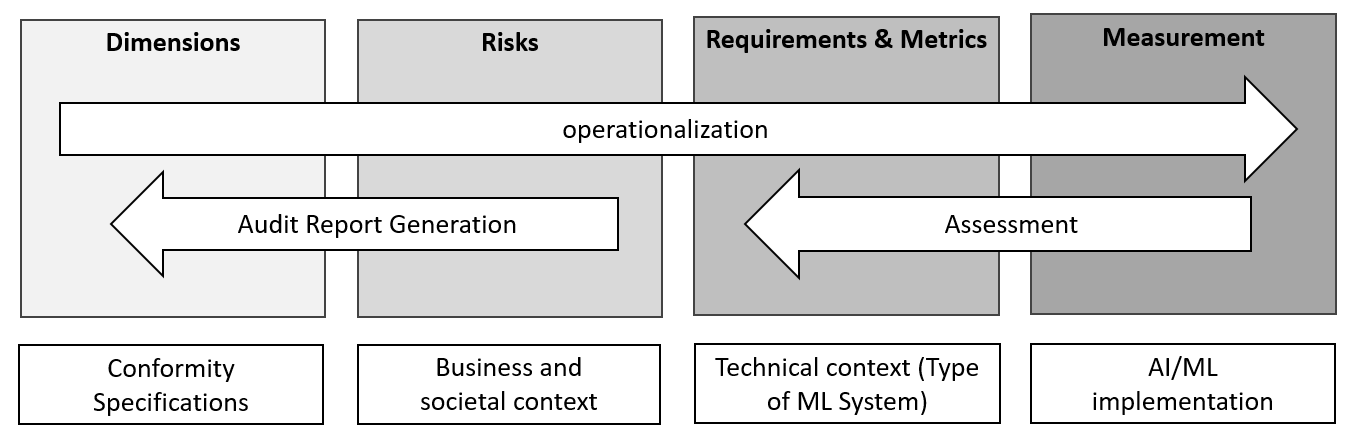 Dimensions
Risks
Requirements & Metrics
Measurement
operationalization
Audit Report Generation
Assessment
Conformity
Specifications
Business and
societal context
Technical context (Type
of ML System)
AI/ML
implementation